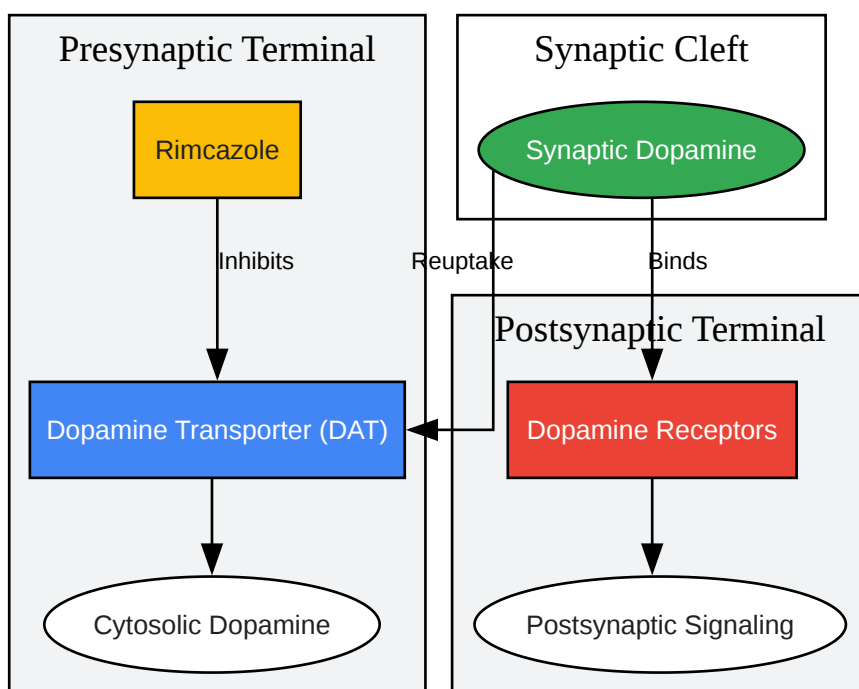 Presynaptic Terminal
Synaptic Cleft
Rimcazole
Synaptic Dopamine
Inhibits
Reuptake
Binds
Postsynaptic Terminal
Dopamine Transporter (DAT)
Dopamine Receptors
Cytosolic Dopamine
Postsynaptic Signaling